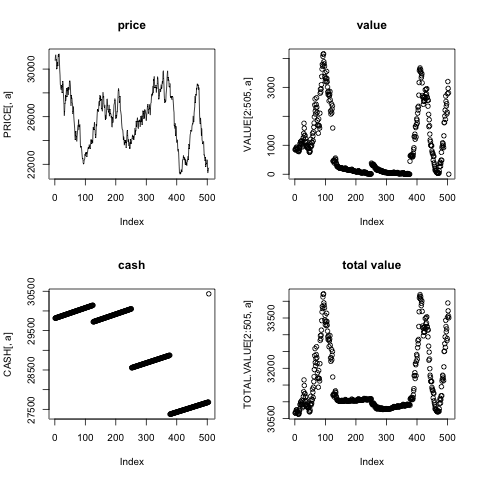 price
PRICE[, a]
30000
26000
22000
0 100 200 300 400 500
Index
value
VALUE[2:505, a]
3000
1000
0
0 100 200 300 400 500
Index
cash
CASH[, a]
30500
29500
28500
27500
0 100 200 300 400 500
Index
total value
TOTAL.VALUE[2:505, a]
33500
32000
30500
0 100 200 300 400 500
Index